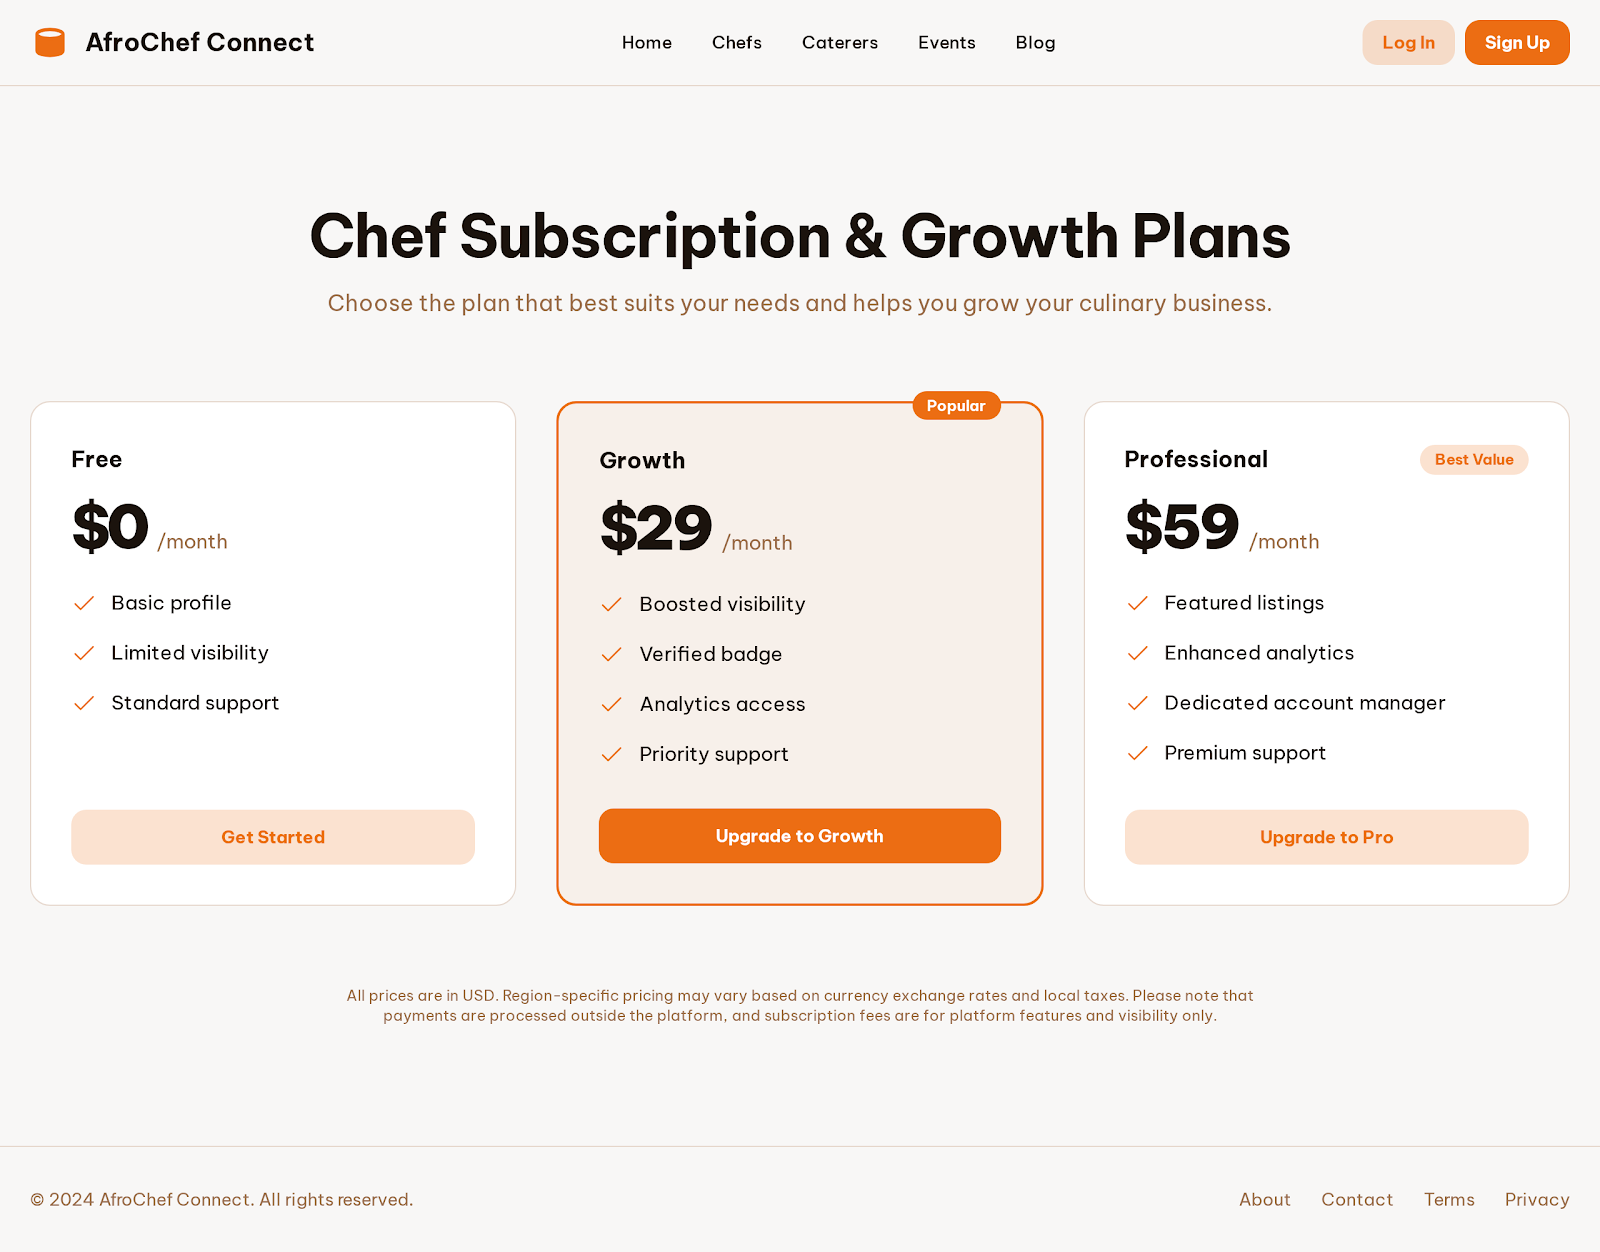 AfroChef Connect
Home
Chefs
Caterers
Events
Blog
Log In
Sign Up
Chef Subscription & Growth Plans
Choose the plan that best suits your needs and helps you grow your culinary business.
Free
$0 /month
Basic profile
Limited visibility
Standard support
Get Started
Popular
Growth
$29 /month
Boosted visibility
Verified badge
Analytics access
Priority support
Upgrade to Growth
Professional
Best Value
$59 /month
Featured listings
Enhanced analytics
Dedicated account manager
Premium support
Upgrade to Pro
All prices are in USD. Region-specific pricing may vary based on currency exchange rates and local taxes. Please note that
payments are processed outside the platform, and subscription fees are for platform features and visibility only.
© 2024 AfroChef Connect. All rights reserved.
About
Contact
Terms
Privacy